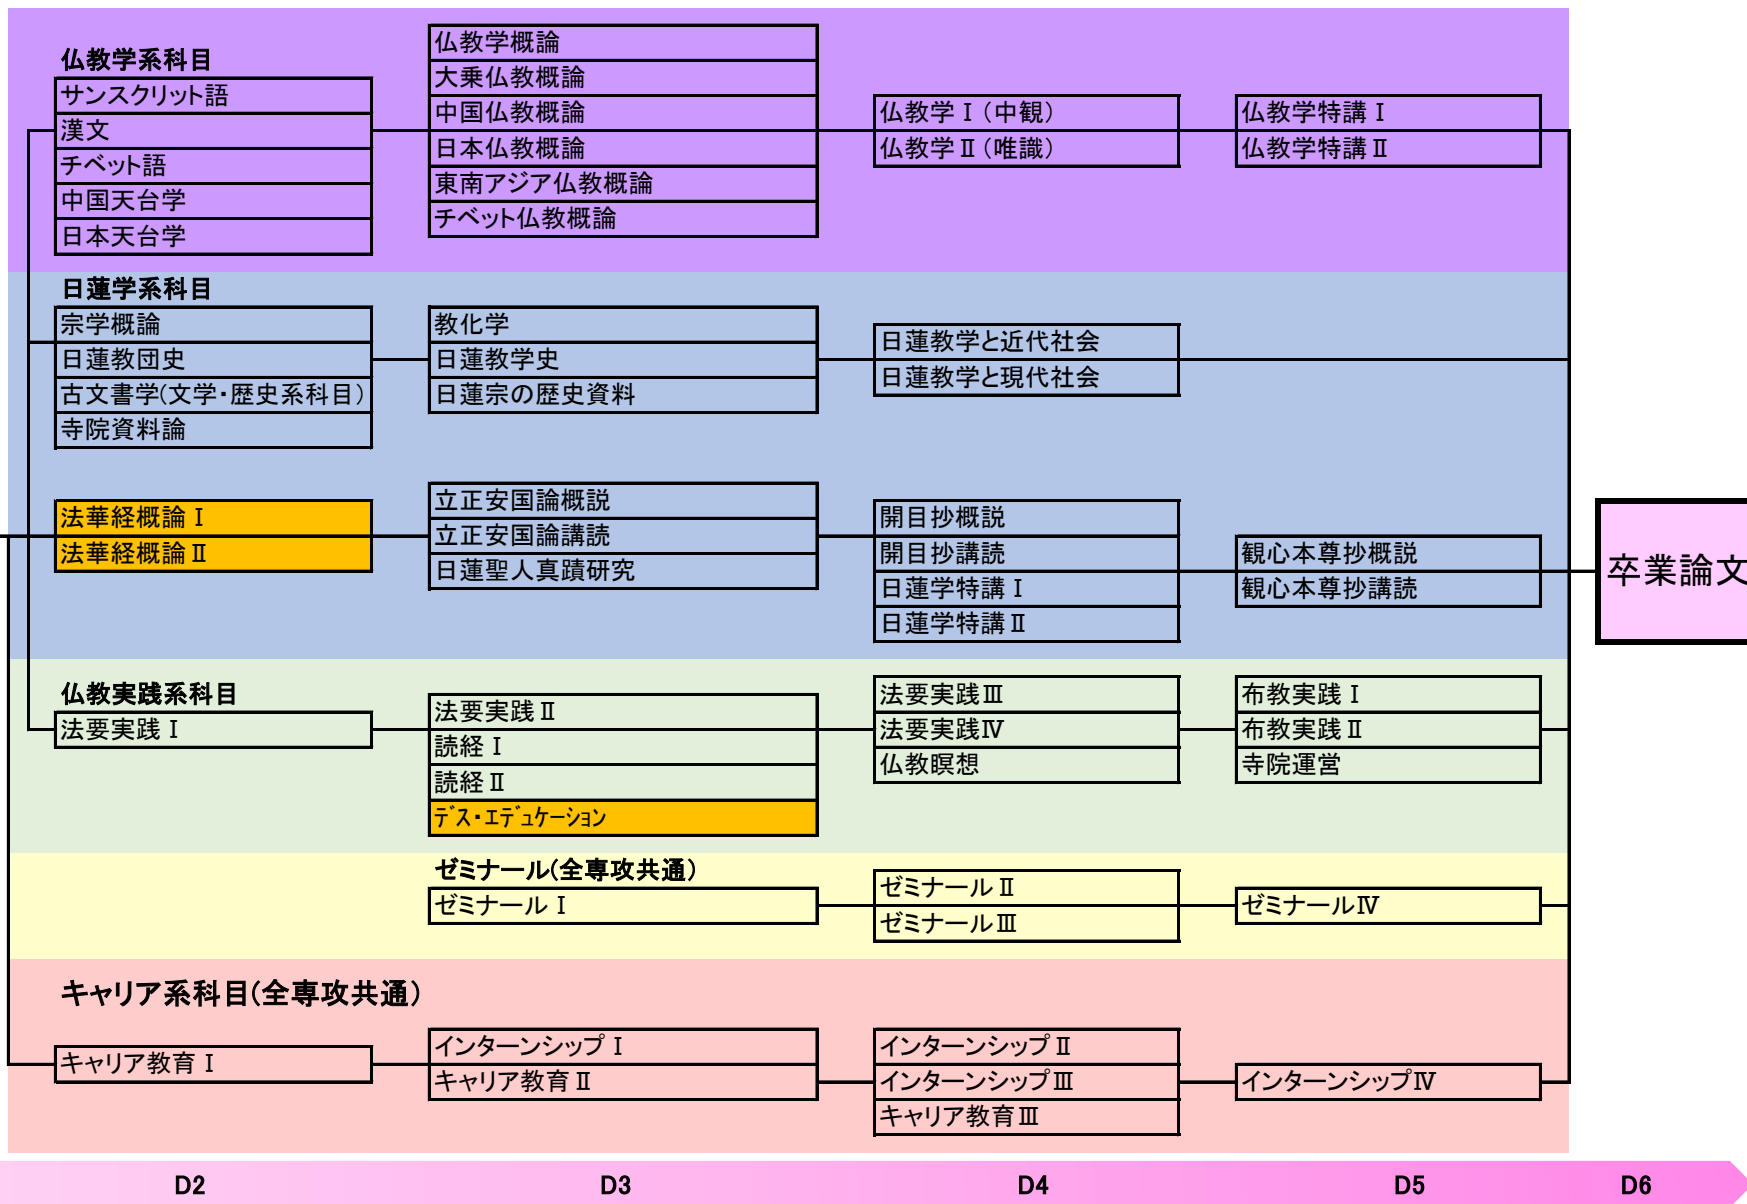 仏教学系科目
サンスクリット語
漢文
チベット語
中国天台学
日本天台学
仏教学概論
大乗仏教概論
中国仏教概論
日本仏教概論
東南アジア仏教概論
チベット仏教概論
仏教学Ⅰ（中観）
仏教学Ⅱ（唯識）
仏教学特講Ⅰ
仏教学特講Ⅱ
日蓮学系科目
宗学概論
日蓮教団史
古文書学(文学・歴史系科目）
寺院資料論
教化学
日蓮教学史
日蓮宗の歴史資料
日蓮教学と近代社会
日蓮教学と現代社会
法華経概論Ⅰ
法華経概論Ⅱ
立正安国論概説
立正安国論講読
日蓮聖人真蹟研究
開目抄概説
開目抄講読
日蓮学特講Ⅰ
日蓮学特講Ⅱ
観心本尊抄概説
観心本尊抄講読
卒業論文
仏教実践系科目
法要実践Ⅰ
法要実践Ⅱ
読経Ⅰ
読経Ⅱ
ﾃﾞｽ・ｴﾃﾞｭｹｰｼｮﾝ
法要実践Ⅲ
法要実践Ⅳ
仏教瞑想
布教実践Ⅰ
布教実践Ⅱ
寺院運営
ゼミナール(全専攻共通）
ゼミナールⅠ
ゼミナールⅡ
ゼミナールⅢ
ゼミナールⅣ
キャリア系科目(全専攻共通）
キャリア教育Ⅰ
インターンシップⅠ
キャリア教育Ⅱ
インターンシップⅡ
インターンシップⅢ
キャリア教育Ⅲ
インターンシップⅣ
D2
D3
D4
D5
D6